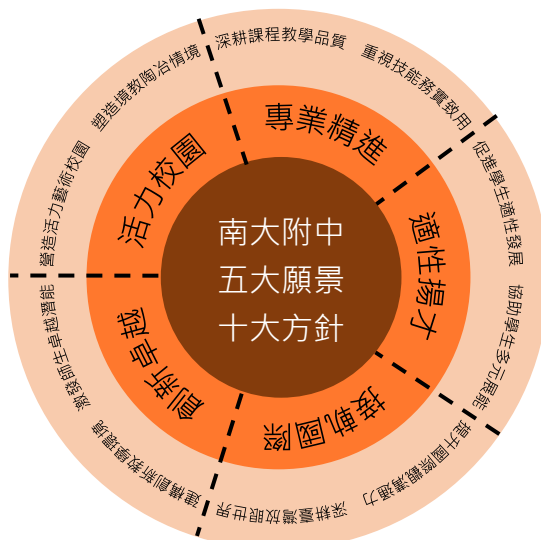 南大附中
五大願景
十大方針
專業精進
深耕課程教學品質
重視技能務實致用
適性揚才
促進學生適性發展
協助學生多元展能
接軌國際
提升國際觀溝通力
深耕臺灣放眼世界
創新卓越
建構創新教學環境
激發師生卓越潛能
活力校園
營造活力藝術校園
塑造境教陶冶情境